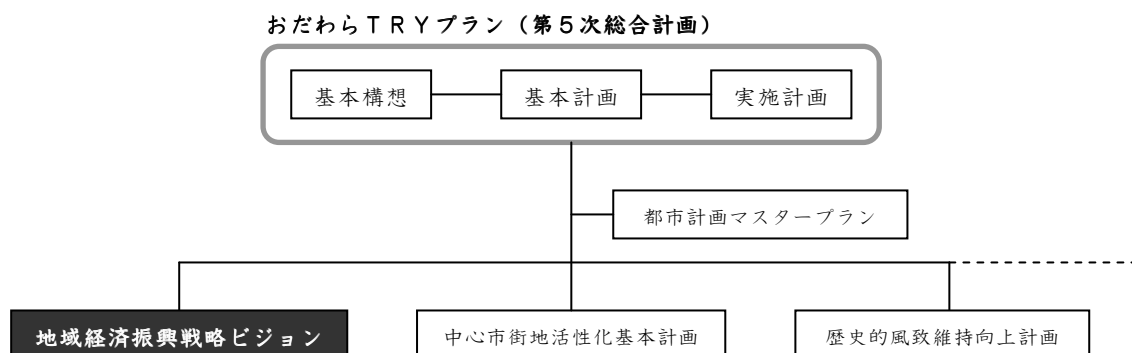 おだわらＴＲＹプラン（第５次総合計画）
基本構想 基本計画 実施計画
都市計画マスタープラン
地域経済振興戦略ビジョン 中心市街地活性化基本計画 歴史的風致維持向上計画